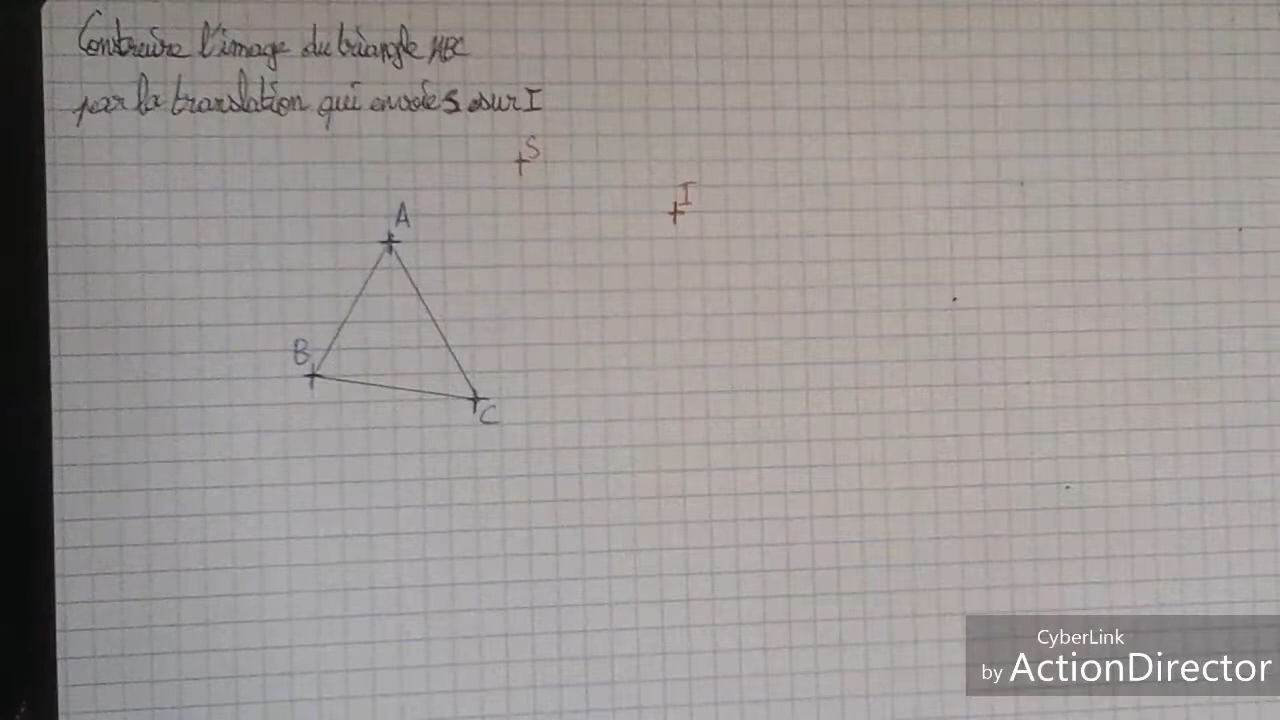 Construire l'image du triangle ABC
par la translation qui envoie S sur I
S
I
A
B
C
CyberLink
by ActionDirector